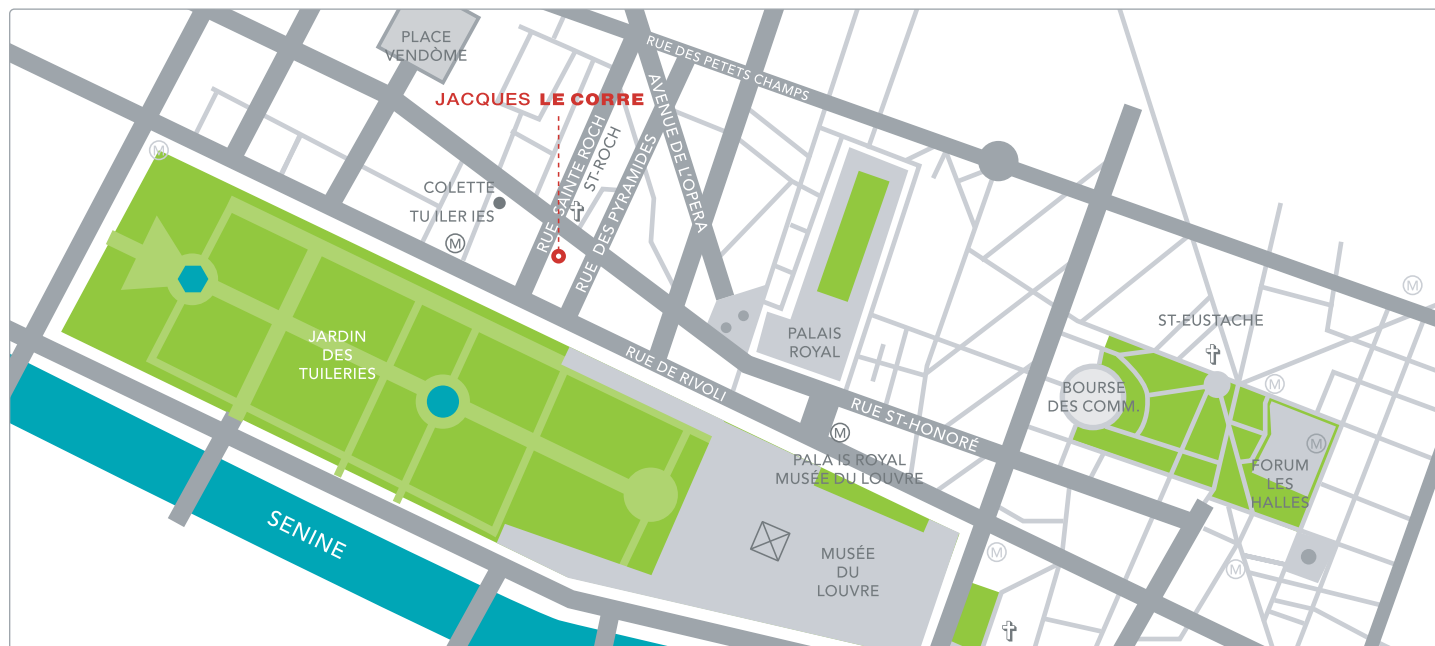 PLACE
VENDÒME
RUE DES PETETS CHAMPS
JACQUES LE CORRE
AVENUE DE L'OPERA
RUE SAINTE ROCH
ST-ROCH
RUE DES PYRAMIDES
COLETTE
TU ILER IES
M
M
JARDIN
DES
TUILERIES
RUE DE RIVOLI
PALAIS
ROYAL
RUE ST-HONORÉ
M
PALA IS ROYAL
MUSÉE DU LOUVRE
MUSÉE
DU
LOUVRE
SENINE
M
ST-EUSTACHE
BOURSE
DES COMM.
M
M
FORUM
LES
HALLES
M
M